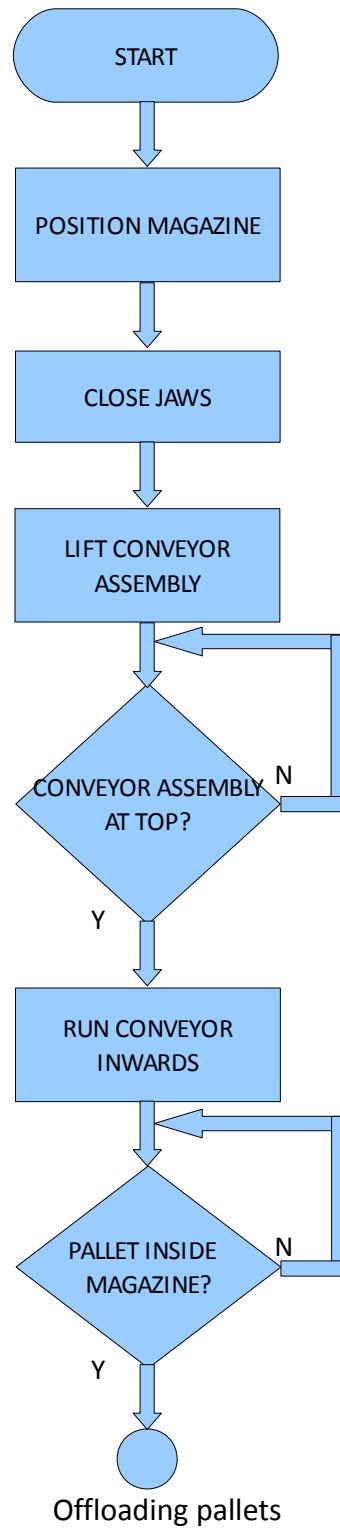 START
POSITION MAGAZINE
CLOSE JAWS
LIFT CONVEYOR
ASSEMBLY
N
CONVEYOR ASSEMBLY
AT TOP?
Y
RUN CONVEYOR
INWARDS
N
PALLET INSIDE
MAGAZINE?
Y
Offloading pallets